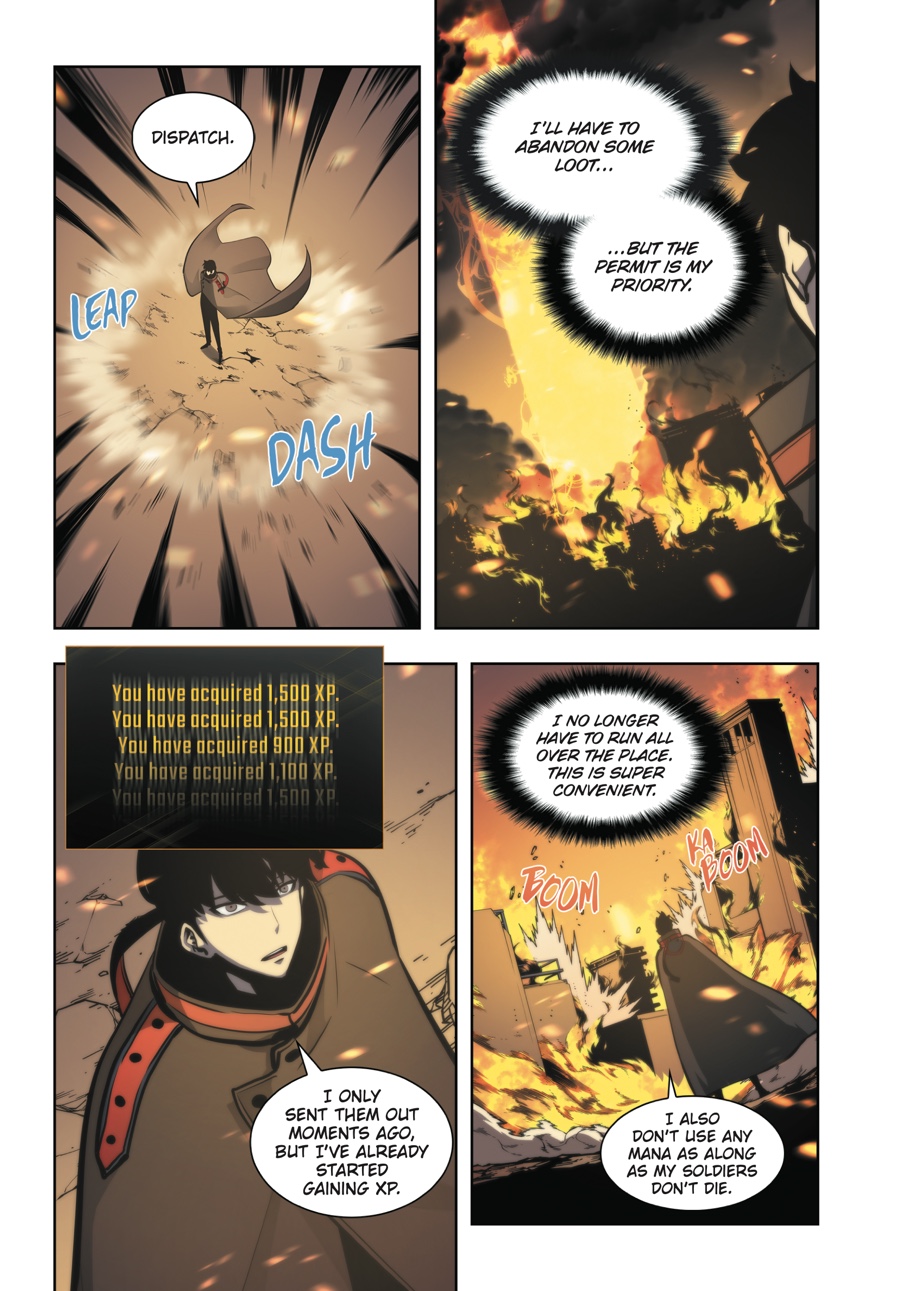 DISPATCH.
LEAP
DASH
I'LL HAVE TO
ABANDON SOME
LOOT...
...BUT THE
PERMIT IS MY
PRIORITY.
You have acquired 1,500 XP.
You have acquired 1,500 XP.
You have acquired 900 XP.
You have acquired 1,100 XP.
You have acquired 1,500 XP.
I ONLY
SENT THEM OUT
MOMENTS AGO,
BUT I'VE ALREADY
STARTED
GAINING XP.
I NO LONGER
HAVE TO RUN ALL
OVER THE PLACE.
THIS IS SUPER
CONVENIENT.
BOOM
KA
BOOM
I ALSO
DON'T USE ANY
MANA AS ALONG
AS MY SOLDIERS
DON'T DIE.